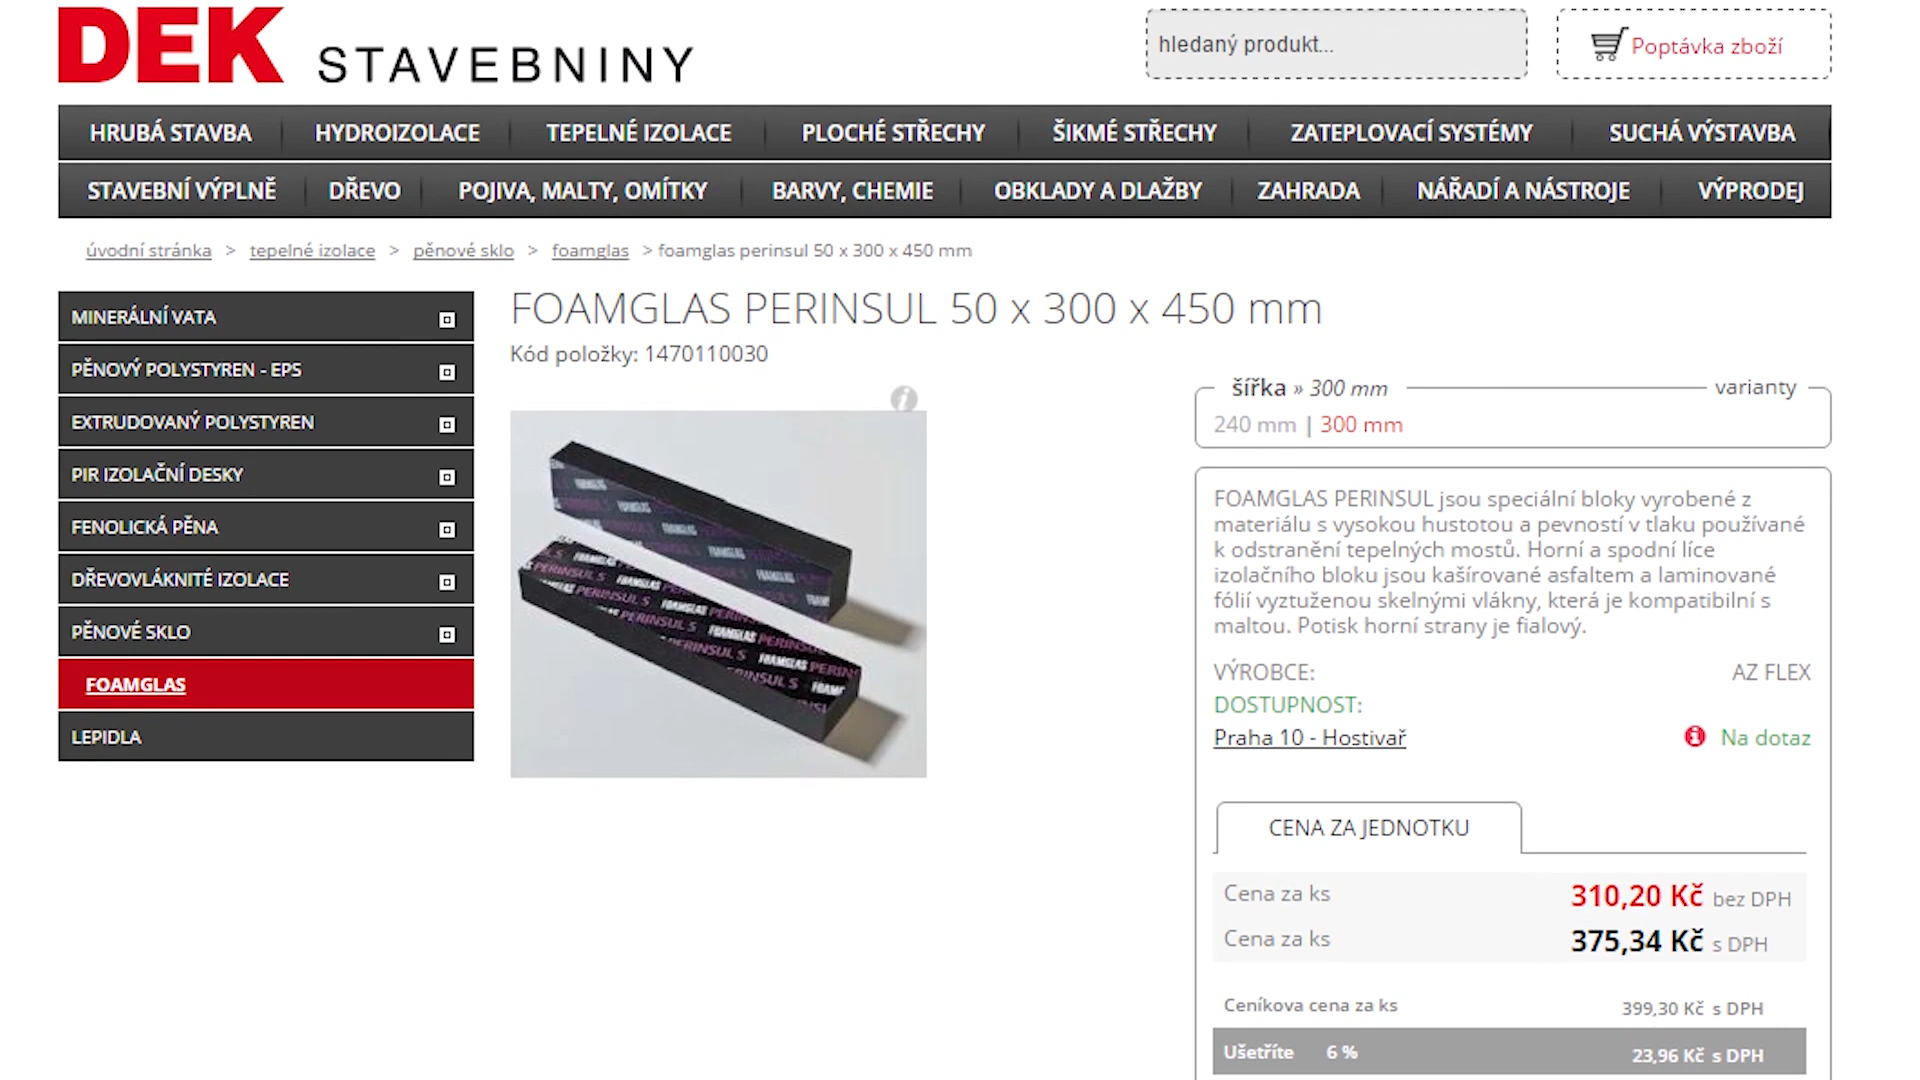 DEK STAVEBNINY
hledaný produkt...
Poptávka zboží
HRUBÁ STAVBA
HYDROIZOLACE
TEPELNÉ IZOLACE
PLOCHÉ STŘECHY
ŠIKMÉ STŘECHY
ZATEPLOVACÍ SYSTÉMY
SUCHÁ VÝSTAVBA
STAVEBNÍ VÝPLNĚ
DŘEVO
POJIVA, MALTY, OMÍTKY
BARVY, CHEMIE
OBKLADY A DLAŽBY
ZAHRADA
NÁŘADÍ A NÁSTROJE
VÝPRODEJ
úvodní stránka > tepelné izolace > pěnové sklo > foamglas > foamglas perinsul 50 x 300 x 450 mm
MINERÁLNÍ VATA
PĚNOVÝ POLYSTYREN - EPS
EXTRUDOVANÝ POLYSTYREN
PIR IZOLAČNÍ DESKY
FENOLICKÁ PĚNA
DŘEVOVLÁKNITÉ IZOLACE
PĚNOVÉ SKLO
FOAMGLAS
LEPIDLA
FOAMGLAS PERINSUL 50 x 300 x 450 mm
Kód položky: 1470110030
FOAMGLAS PERINSUL S
šířka » 300 mm
varianty
240 mm | 300 mm
FOAMGLAS PERINSUL jsou speciální bloky vyrobené z
materiálu s vysokou hustotou a pevností v tlaku používané
k odstranění tepelných mostů. Horní a spodní líce
izolačního bloku jsou kašírované asfaltem a laminované
fólií vyztuženou skelnými vlákny, která je kompatibilní s
maltou. Potisk horní strany je fialový.
VÝROBCE: AZ FLEX
DOSTUPNOST:
Praha 10 - Hostivař Na dotaz
CENA ZA JEDNOTKU
Cena za ks 310,20 Kč bez DPH
Cena za ks 375,34 Kč s DPH
Ceníkova cena za ks 399,30 Kč s DPH
Ušetříte 6 % 23,96 Kč s DPH